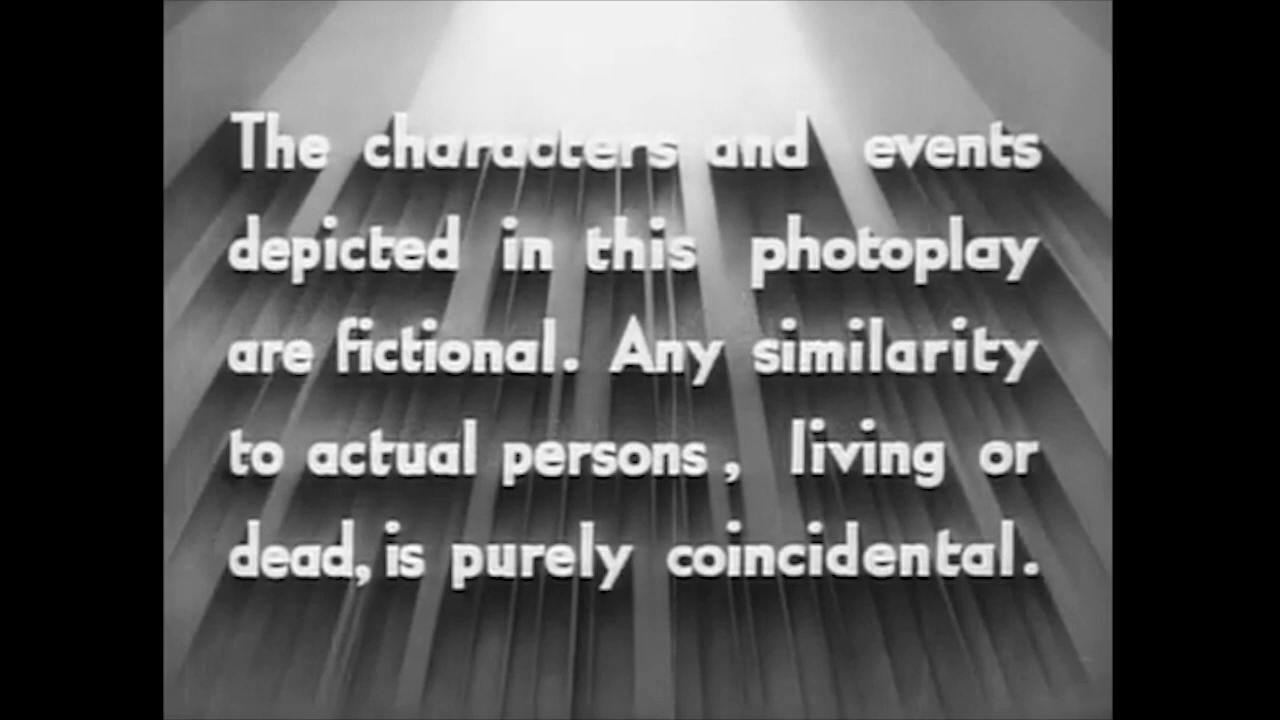 The characters and events
depicted in this photoplay
are fictional. Any similarity
to actual persons, living or
dead, is purely coincidental.